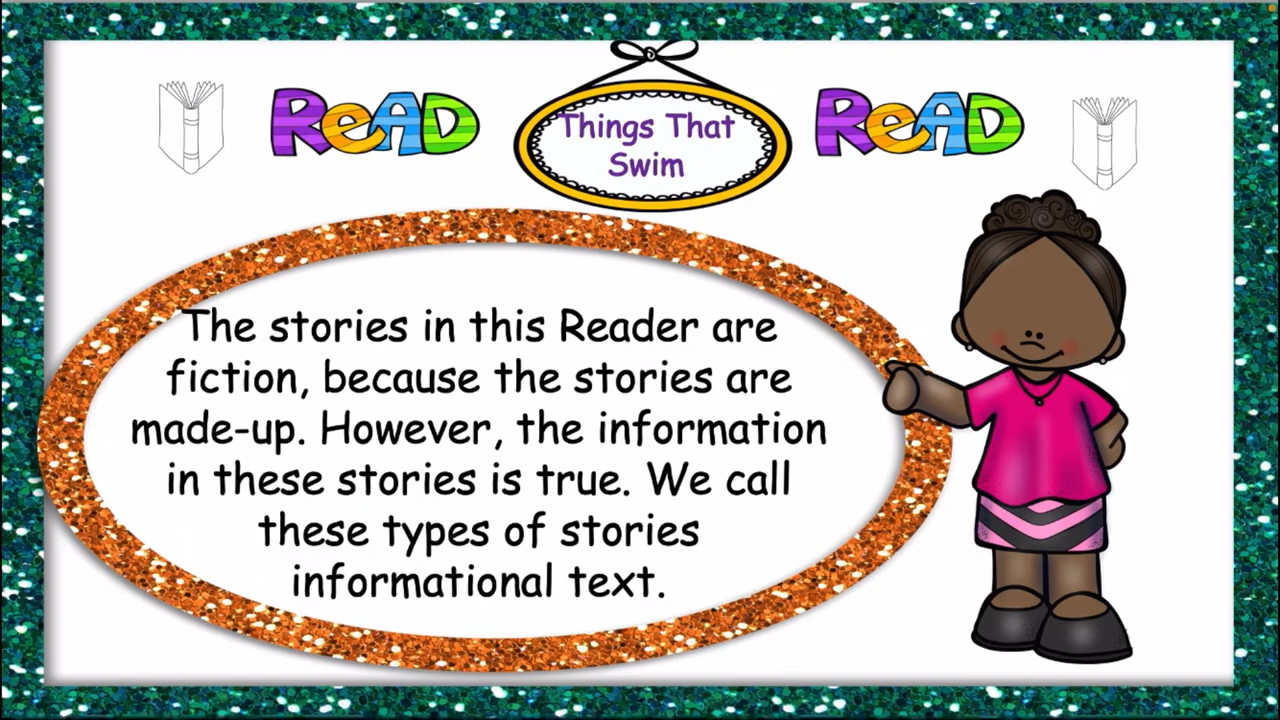 READ
Things That
Swim
READ
The stories in this Reader are
fiction, because the stories are
made-up. However, the information
in these stories is true. We call
these types of stories
informational text.